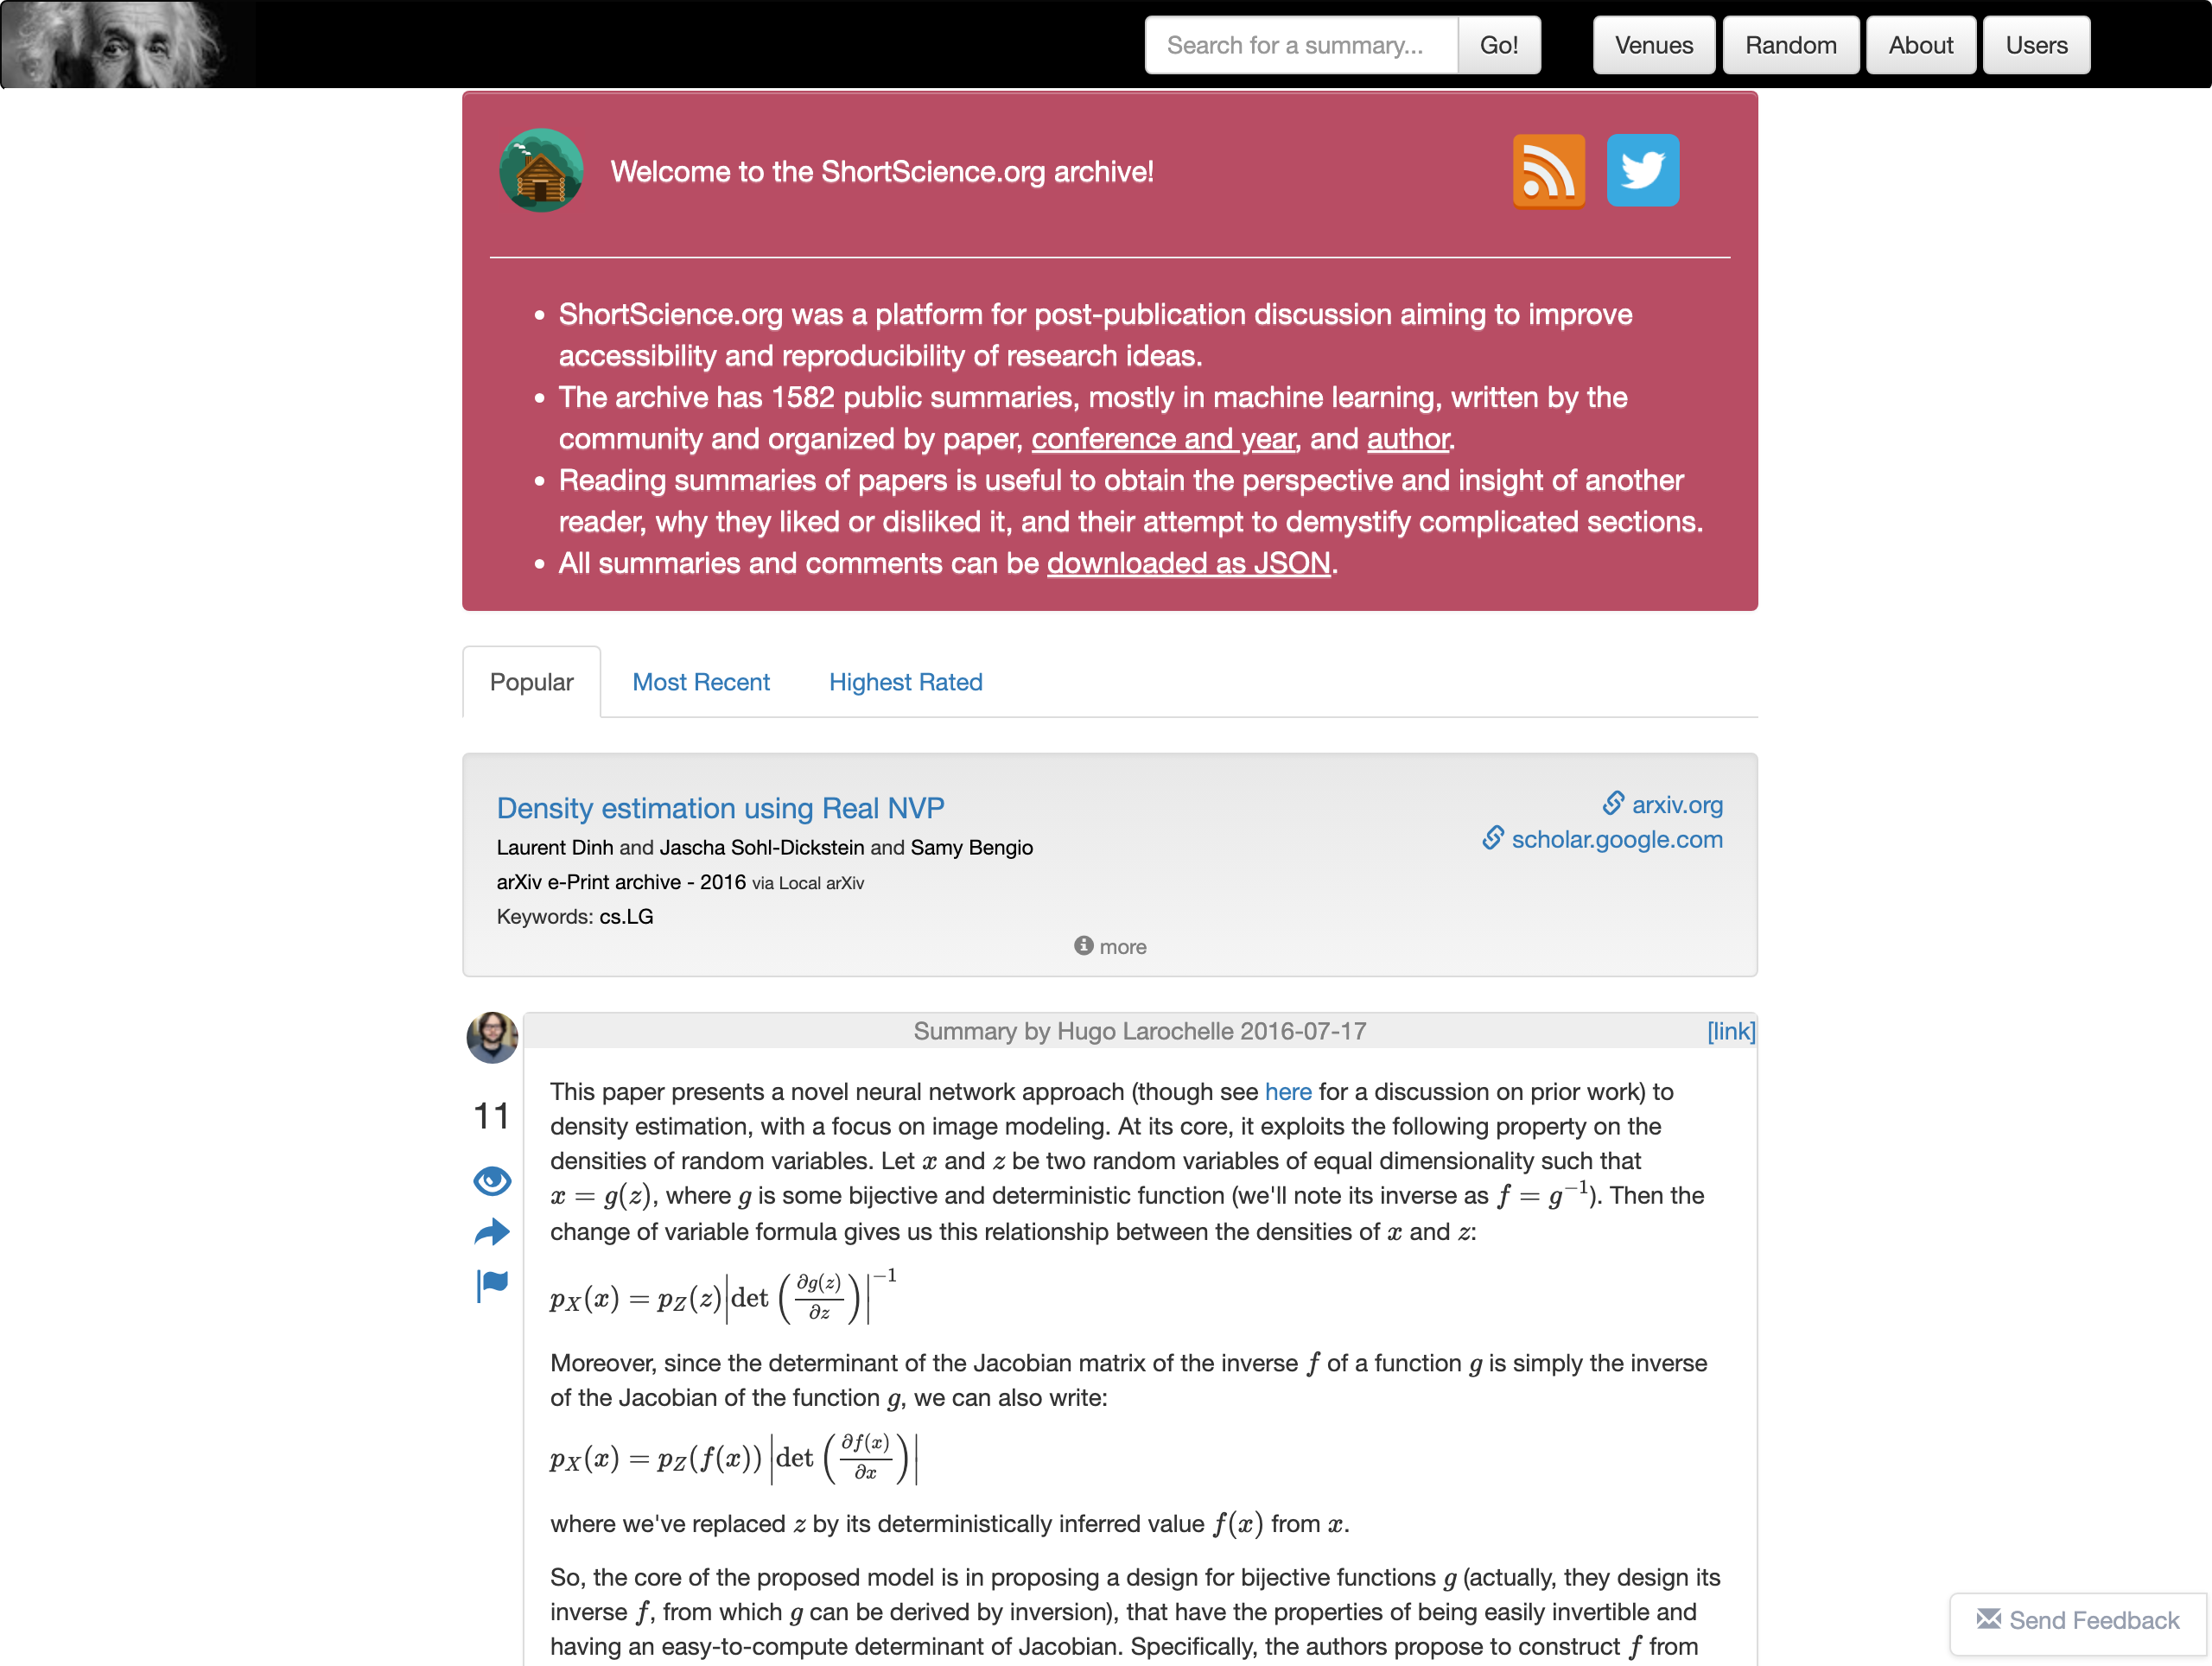 Search for a summary... Go! Venues Random About Users
Welcome to the ShortScience.org archive!
• ShortScience.org was a platform for post-publication discussion aiming to improve
accessibility and reproducibility of research ideas.
• The archive has 1582 public summaries, mostly in machine learning, written by the
community and organized by paper, conference and year, and author.
• Reading summaries of papers is useful to obtain the perspective and insight of another
reader, why they liked or disliked it, and their attempt to demystify complicated sections.
• All summaries and comments can be downloaded as JSON.
Popular Most Recent Highest Rated
Density estimation using Real NVP
arxiv.org
scholar.google.com
Laurent Dinh and Jascha Sohl-Dickstein and Samy Bengio
arXiv e-Print archive - 2016 via Local arXiv
Keywords: cs.LG
more
Summary by Hugo Larochelle 2016-07-17 [link]
11
This paper presents a novel neural network approach (though see here for a discussion on prior work) to
density estimation, with a focus on image modeling. At its core, it exploits the following property on the
densities of random variables. Let x and z be two random variables of equal dimensionality such that
x = g(z), where g is some bijective and deterministic function (we'll note its inverse as f = g⁻¹). Then the
change of variable formula gives us this relationship between the densities of x and z:
p_X(x) = p_Z(z)|det (∂g(z)/∂z)|⁻¹
Moreover, since the determinant of the Jacobian matrix of the inverse f of a function g is simply the inverse
of the Jacobian of the function g, we can also write:
p_X(x) = p_Z(f(x)) |det (∂f(x)/∂x)|
where we've replaced z by its deterministically inferred value f(x) from x.
So, the core of the proposed model is in proposing a design for bijective functions g (actually, they design its
inverse f, from which g can be derived by inversion), that have the properties of being easily invertible and
having an easy-to-compute determinant of Jacobian. Specifically, the authors propose to construct f from
Send Feedback